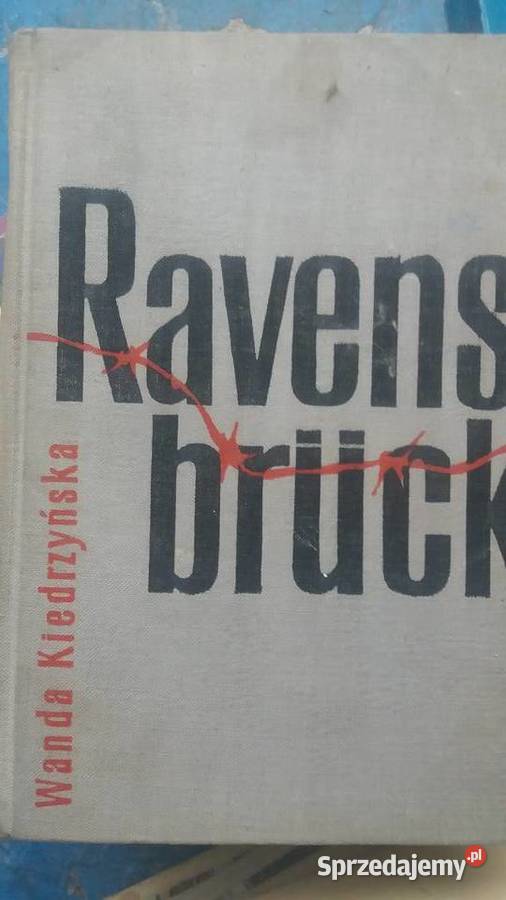 Ravens
brück
Wanda Kiedrzyńska
Sprzedajemy.pl